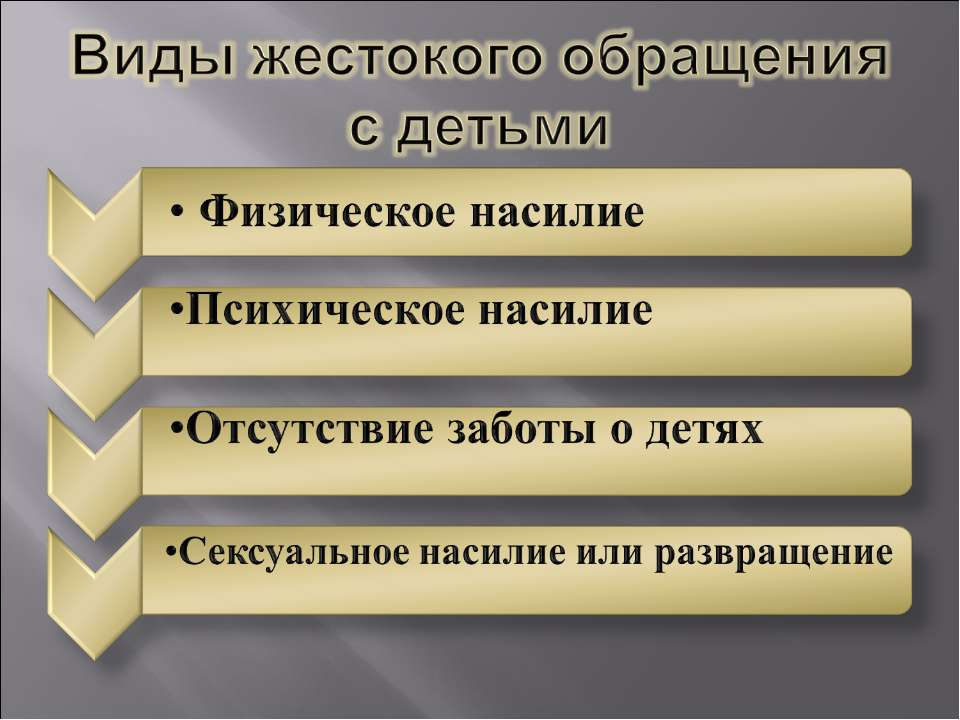 Виды жестокого обращения
с детьми
• Физическое насилие
•Психическое насилие
•Отсутствие заботы о детях
•Сексуальное насилие или развращение